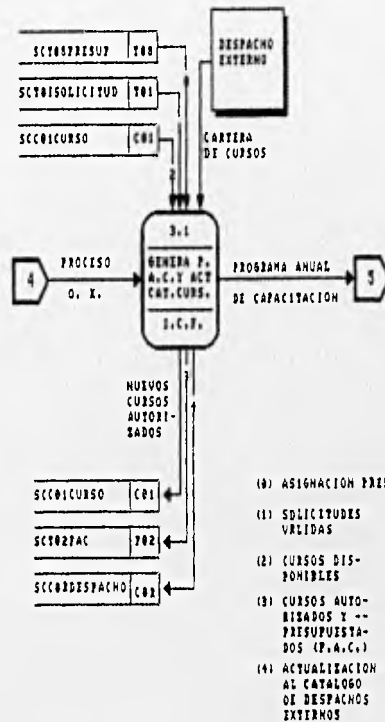 SCT05PRESUP T05
SCT01SOLICITUD T01
SCC01CURSO C01
DESPACHO
EXTERNO
CARTERA
DE CURSOS
2
3.1
GENERA P.
A.C.Y ACT
CAT.CURS.
I.C.P.
4
PROCESO
O. K.
PROGRAMA ANUAL
DE CAPACITACION
5
NUEVOS
CURSOS
AUTORI-
ZADOS
3
SCC01CURSO C01
SCT02PAC T02
SCC02DESPACHO C02
(0) ASIGNACION PRES
(1) SOLICITUDES
VALIDAS
(2) CURSOS DIS-
PONIBLES
(3) CURSOS AUTO-
RIZADOS Y --
PRESUPUESTA-
DOS (P.A.C.)
(4) ACTUALIZACION
AL CATALOGO
DE DESPACHOS
EXTERNOS